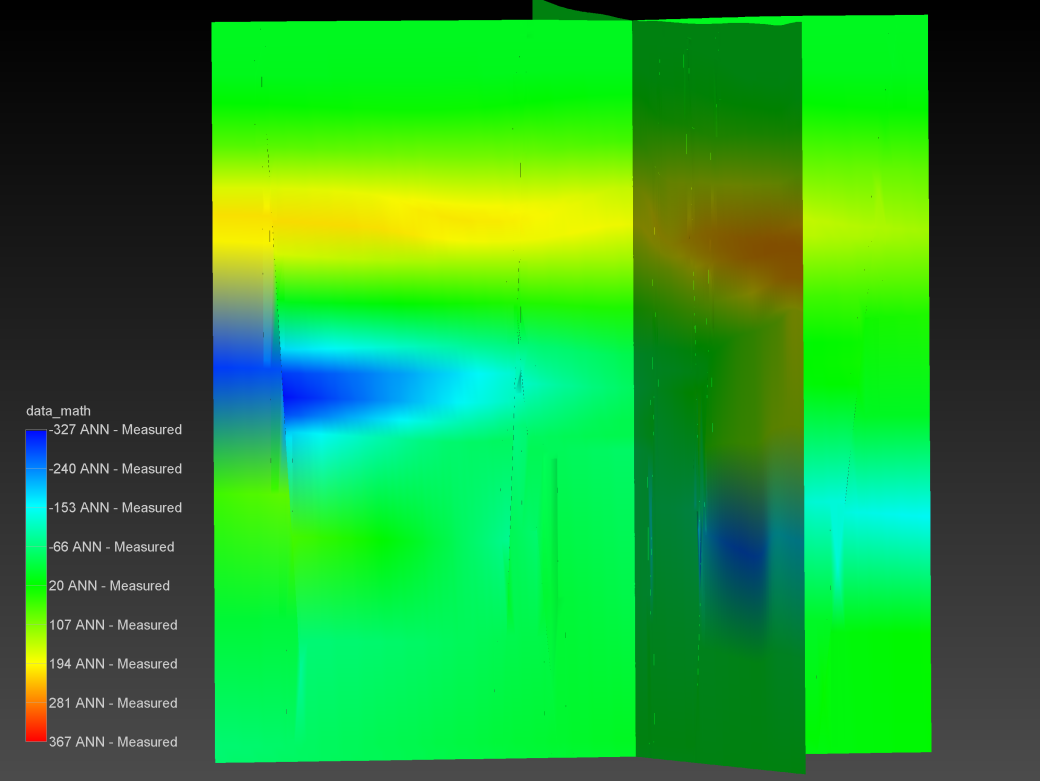 data_math
-327 ANN - Measured
-240 ANN - Measured
-153 ANN - Measured
-66 ANN - Measured
20 ANN - Measured
107 ANN - Measured
194 ANN - Measured
281 ANN - Measured
367 ANN - Measured